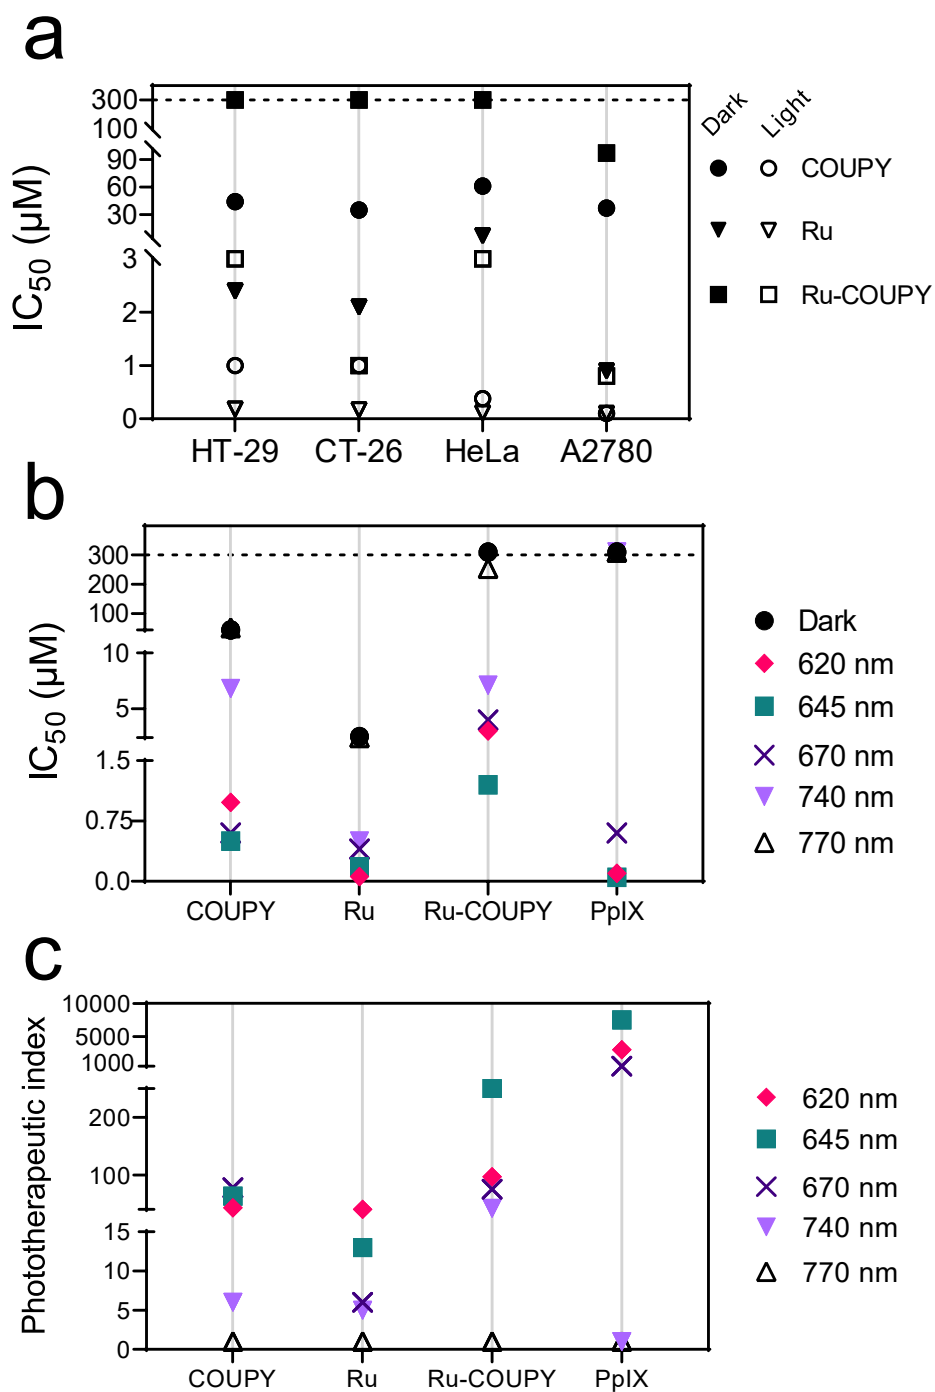 a
IC50 (µM)
300
100
90
60
30
3
2
1
0
HT-29 CT-26 HeLa A2780
Dark Light
COUPY
Ru
Ru-COUPY
b
IC50 (µM)
300
200
100
10
5
1.5
0.75
0.0
COUPY Ru Ru-COUPY PpIX
Dark
620 nm
645 nm
670 nm
740 nm
770 nm
c
Phototherapeutic index
10000
5000
1000
200
100
15
10
5
0
COUPY Ru Ru-COUPY PpIX
620 nm
645 nm
670 nm
740 nm
770 nm